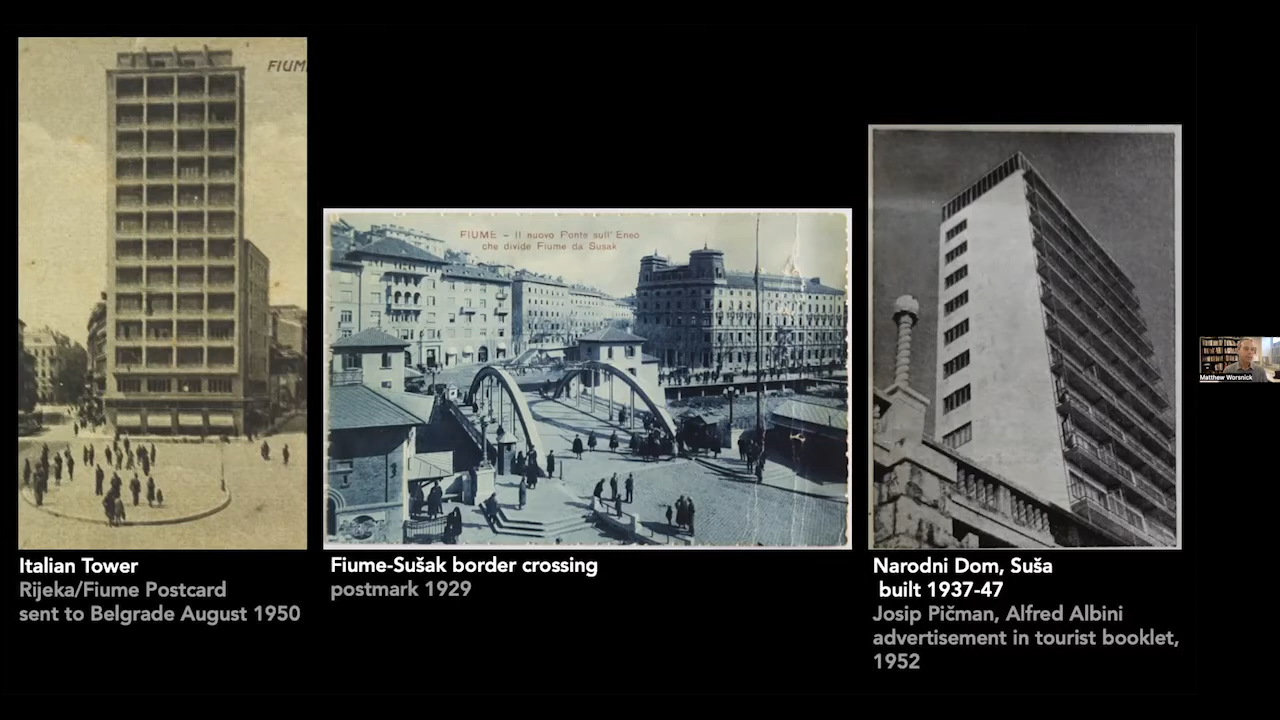 FIUM
Italian Tower
Rijeka/Fiume Postcard
sent to Belgrade August 1950
FIUME - Il nuovo Ponte sull'Eneo
che divide Fiume da Susak
Fiume-Sušak border crossing
postmark 1929
Narodni Dom, Suša
built 1937-47
Josip Pičman, Alfred Albini
advertisement in tourist booklet,
1952
Matthew Worsnick